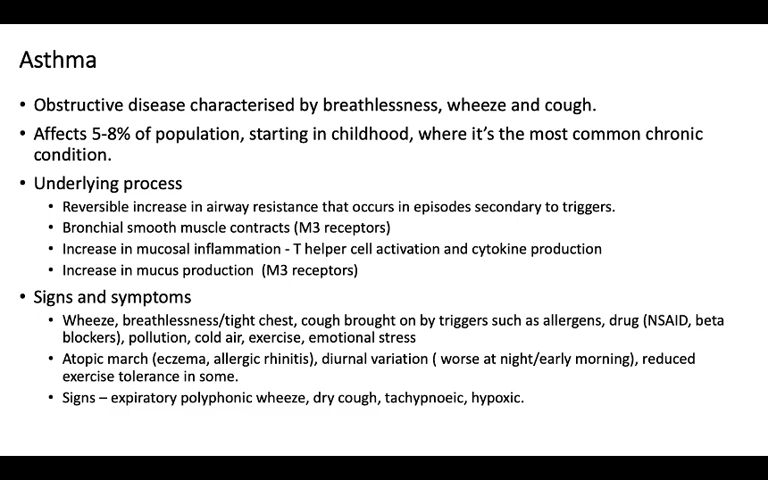 Asthma
• Obstructive disease characterised by breathlessness, wheeze and cough.
• Affects 5-8% of population, starting in childhood, where it’s the most common chronic
condition.
• Underlying process
• Reversible increase in airway resistance that occurs in episodes secondary to triggers.
• Bronchial smooth muscle contracts (M3 receptors)
• Increase in mucosal inflammation - T helper cell activation and cytokine production
• Increase in mucus production  (M3 receptors)
• Signs and symptoms
• Wheeze, breathlessness/tight chest, cough brought on by triggers such as allergens, drug (NSAID, beta
blockers), pollution, cold air, exercise, emotional stress
• Atopic march (eczema, allergic rhinitis), diurnal variation ( worse at night/early morning), reduced
exercise tolerance in some.
• Signs – expiratory polyphonic wheeze, dry cough, tachypnoeic, hypoxic.